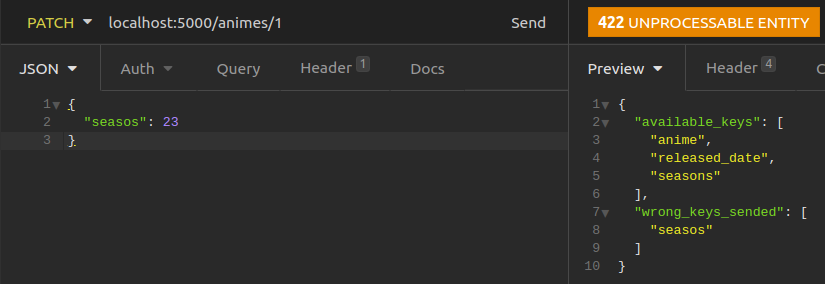 PATCH localhost:5000/animes/1 Send
422 UNPROCESSABLE ENTITY
JSON Auth Query Header 1 Docs
Preview Header 4
1 {
2 "seasos": 23
3 }
1 {
2 "available_keys": [
3 "anime",
4 "released_date",
5 "seasons"
6 ],
7 "wrong_keys_sended": [
8 "seasos"
9 ]
10 }